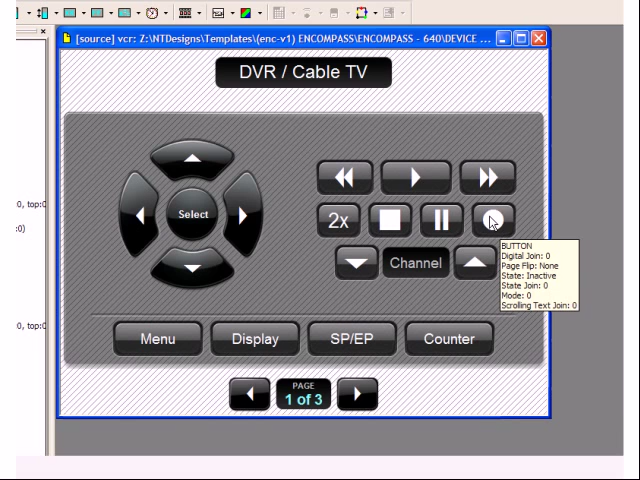 [source] vcr: Z:\NTDesigns\Templates\(enc-v1) ENCOMPASS\ENCOMPASS - 640\DEVICE ...
DVR / Cable TV
0, top:0
:0)
Select
2x
BUTTON
Digital Join: 0
Page Flip: None
State: Inactive
State Join: 0
Mode: 0
Scrolling Text Join: 0
Channel
0, top:0
Menu
Display
SP/EP
Counter
PAGE
1 of 3